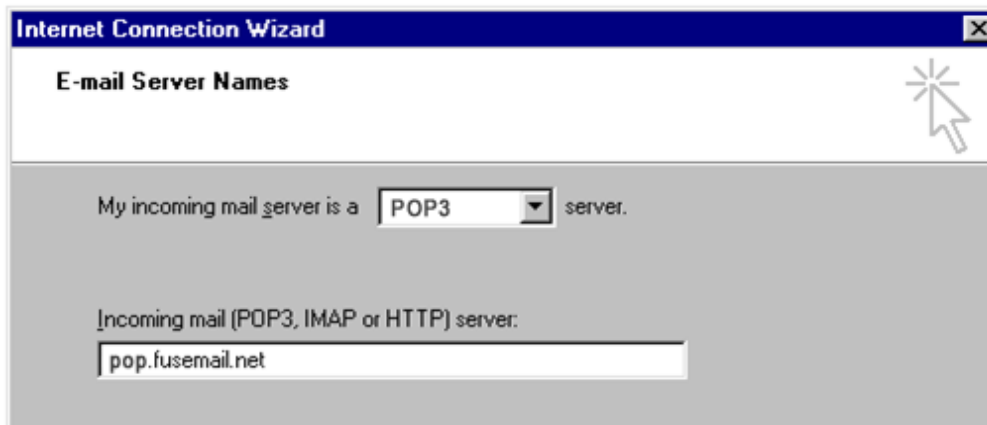 Internet Connection Wizard
E-mail Server Names
My incoming mail server is a POP3 server.
Incoming mail (POP3, IMAP or HTTP) server:
pop.fusemail.net